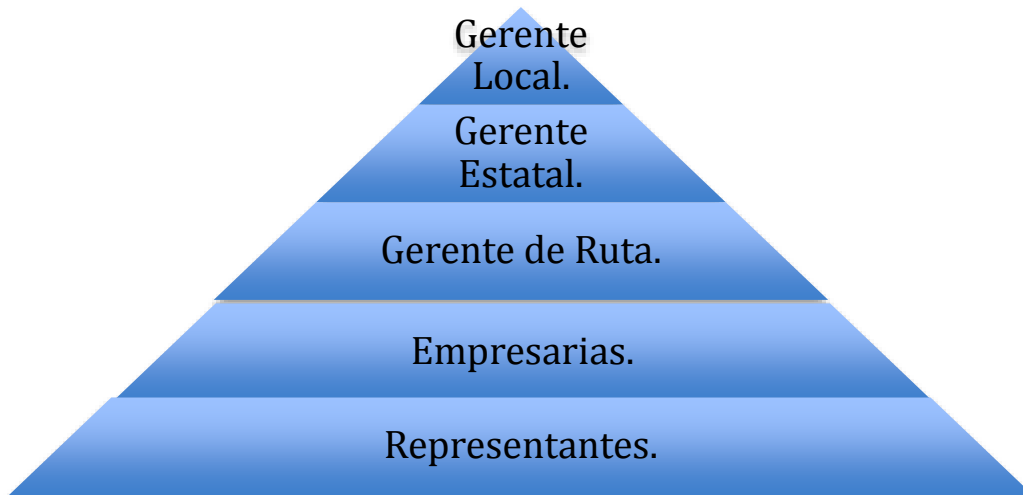 Gerente
Local.
Gerente
Estatal.
Gerente de Ruta.
Empresarias.
Representantes.